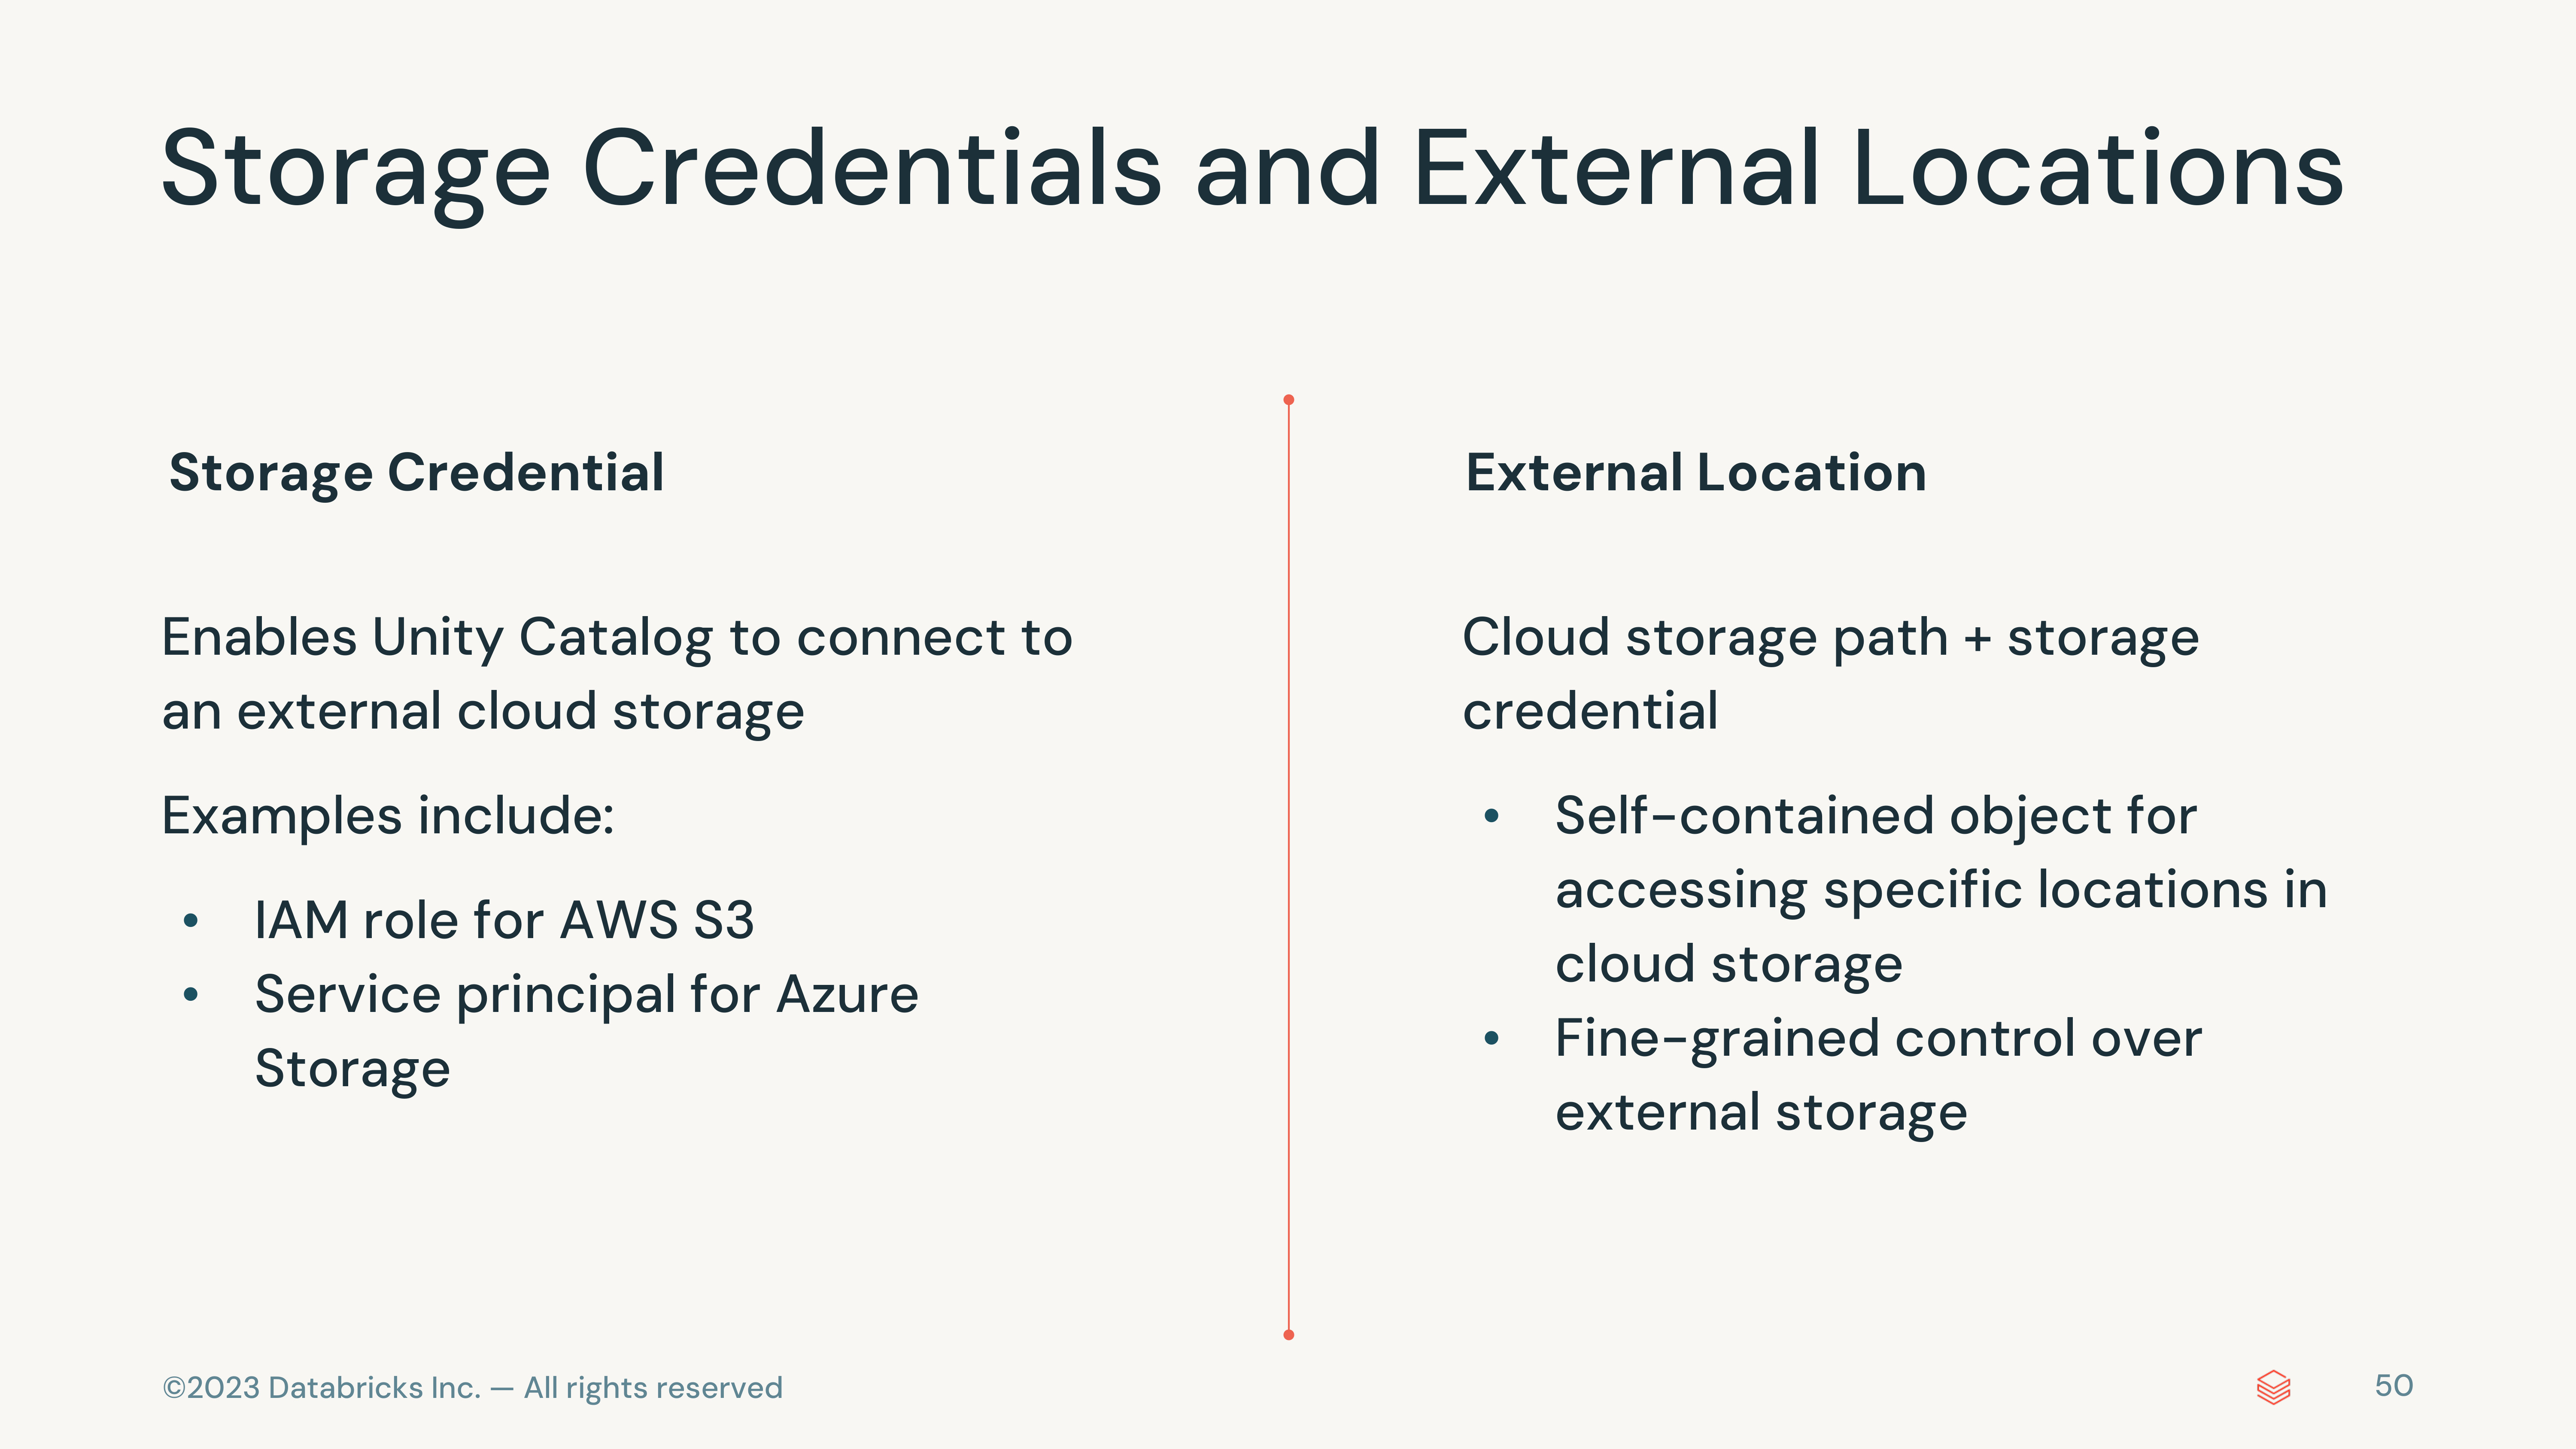 Storage Credentials and External Locations
Storage Credential
Enables Unity Catalog to connect to
an external cloud storage
Examples include:
• IAM role for AWS S3
• Service principal for Azure
Storage
External Location
Cloud storage path + storage
credential
• Self-contained object for
accessing specific locations in
cloud storage
• Fine-grained control over
external storage
©2023 Databricks Inc. — All rights reserved
50